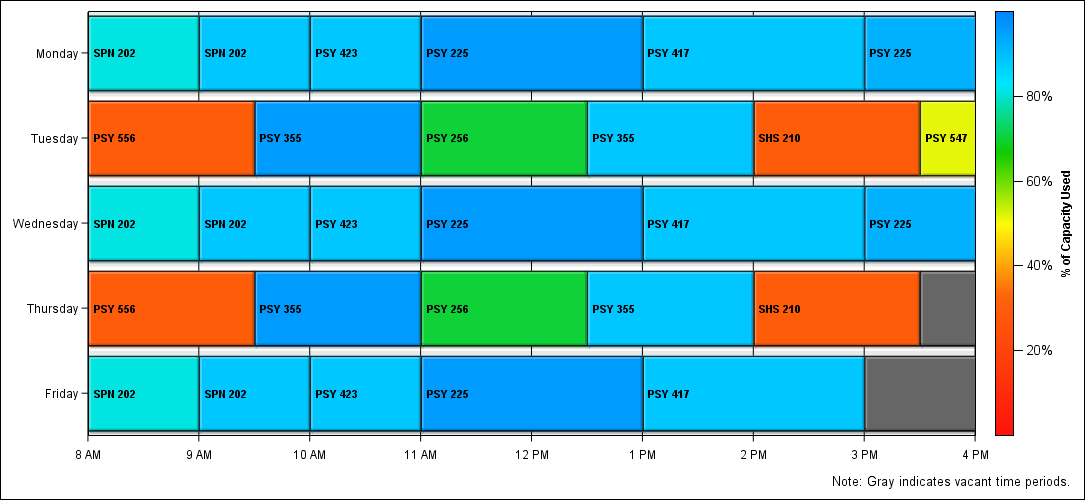 Monday SPN 202 SPN 202 PSY 423 PSY 225 PSY 417 PSY 225
Tuesday PSY 556 PSY 355 PSY 256 PSY 355 SHS 210 PSY 547
Wednesday SPN 202 SPN 202 PSY 423 PSY 225 PSY 417 PSY 225
Thursday PSY 556 PSY 355 PSY 256 PSY 355 SHS 210
Friday SPN 202 SPN 202 PSY 423 PSY 225 PSY 417
8 AM 9 AM 10 AM 11 AM 12 PM 1 PM 2 PM 3 PM 4 PM
80%
60%
40%
20%
% of Capacity Used
Note: Gray indicates vacant time periods.